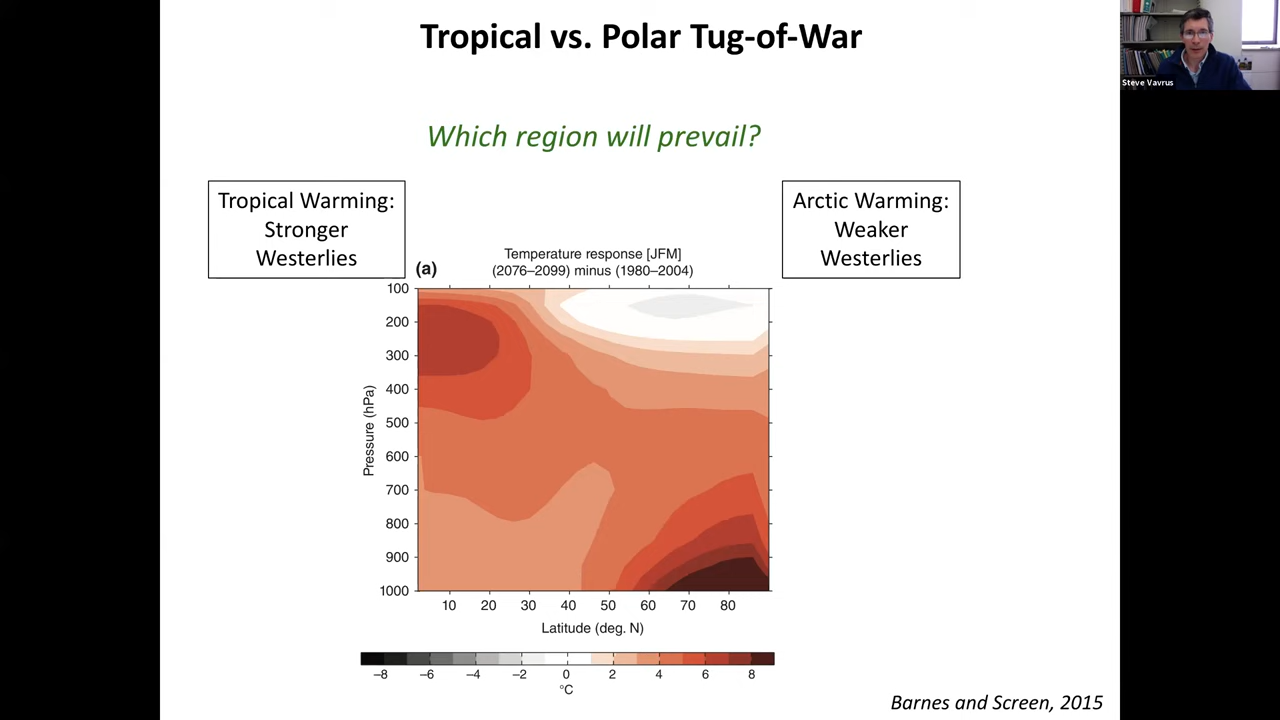 Tropical vs. Polar Tug-of-War
Steve Vavrus
Which region will prevail?
Tropical Warming:
Stronger
Westerlies
Arctic Warming:
Weaker
Westerlies
(a)
Temperature response [JFM]
(2076–2099) minus (1980–2004)
100
200
300
400
500
600
700
800
900
1000
Pressure (hPa)
10 20 30 40 50 60 70 80
Latitude (deg. N)
–8 –6 –4 –2 0 2 4 6 8
°C
Barnes and Screen, 2015